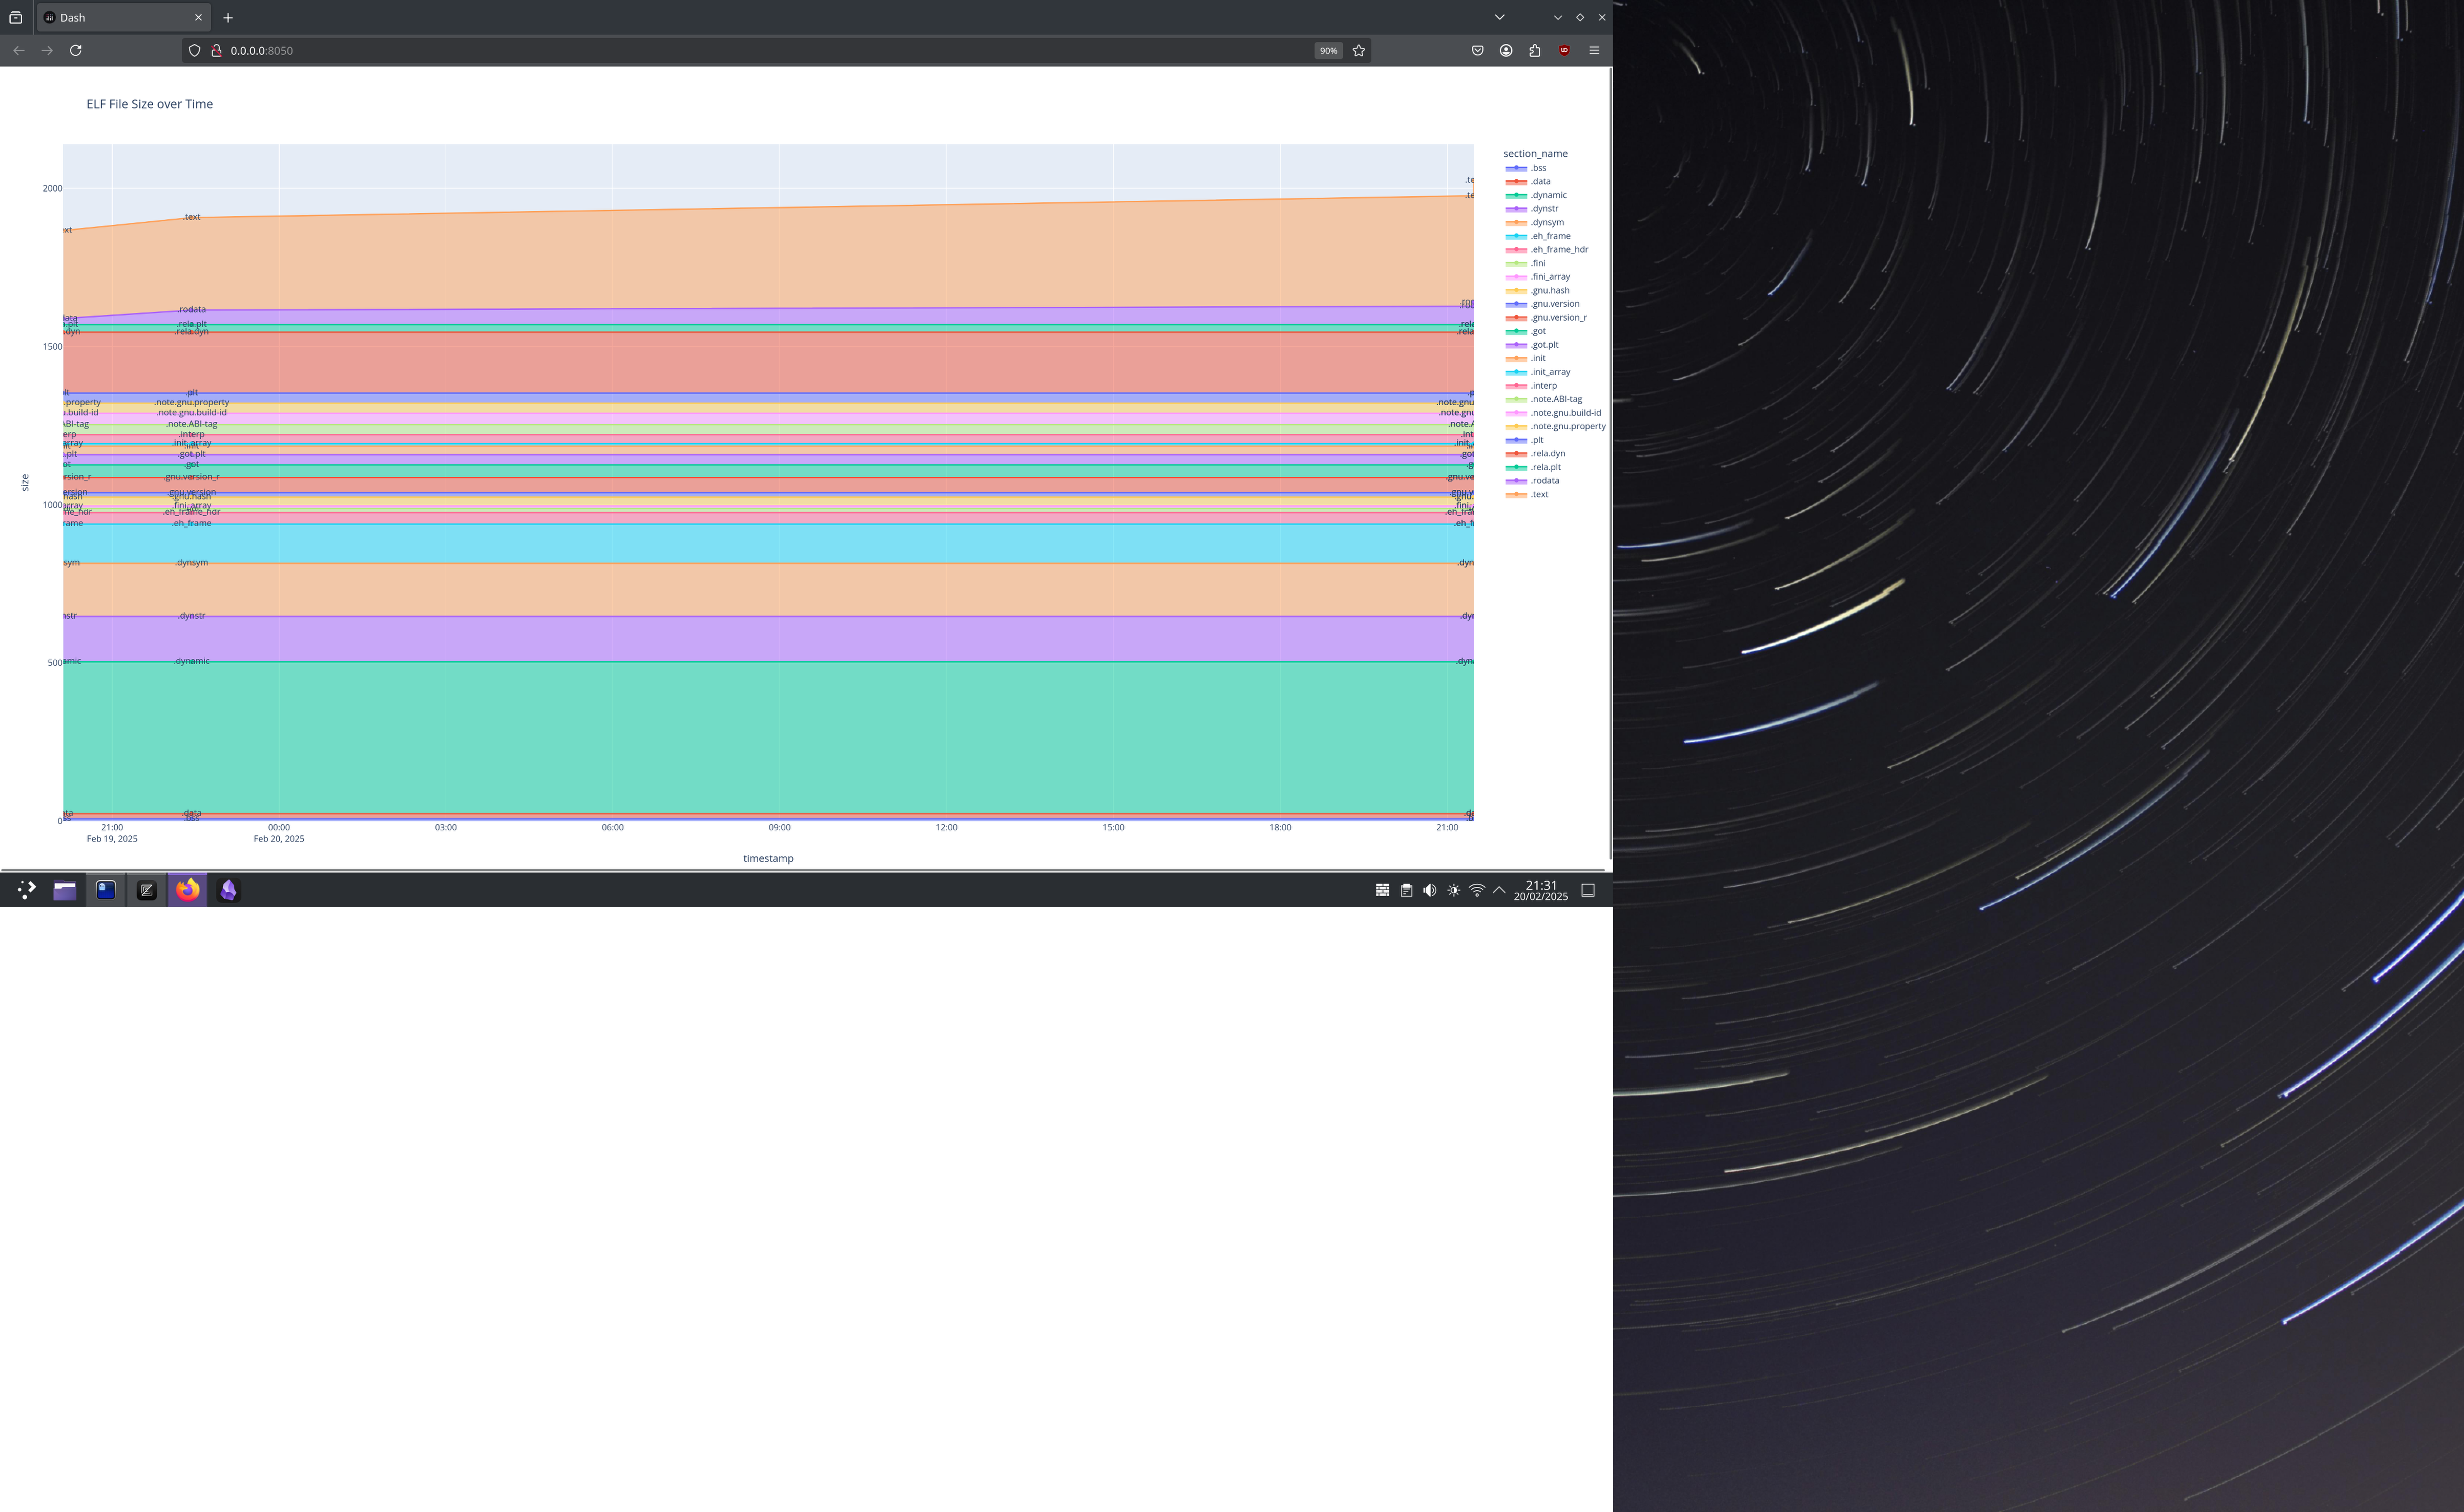 Dash
0.0.0.0:8050
90%
ELF File Size over Time
size
2000
1500
1000
500
0
.text
.rodata
.rela.plt
.rela.dyn
.plt
.note.gnu.property
.note.gnu.build-id
.note.ABI-tag
.interp
.init_array
.got.plt
.got
.gnu.version_r
.gnu.version
.gnu.hash
.fini_array
.eh_frame_hdr
.eh_frame
.dynsym
.dynstr
.dynamic
.data
.bss
21:00 00:00 03:00 06:00 09:00 12:00 15:00 18:00 21:00
Feb 19, 2025 Feb 20, 2025
timestamp
section_name
.bss
.data
.dynamic
.dynstr
.dynsym
.eh_frame
.eh_frame_hdr
.fini
.fini_array
.gnu.hash
.gnu.version
.gnu.version_r
.got
.got.plt
.init
.init_array
.interp
.note.ABI-tag
.note.gnu.build-id
.note.gnu.property
.plt
.rela.dyn
.rela.plt
.rodata
.text
21:31
20/02/2025